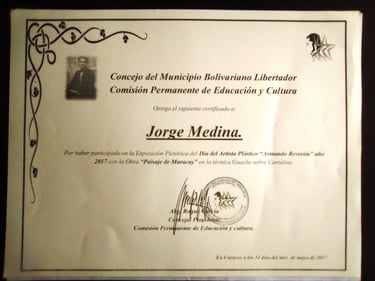 Concejo del Municipio Bolivariano Libertador
Comisión Permanente de Educación y Cultura
Otorga el siguiente certificado a:
Jorge Medina.
Por haber participado en la Exposición Pictórica del Día del Artista Plástico "Armando Reverón" año
2017 con la Obra "Paisaje de Maracay" en la técnica Guache sobre Cartulina
Abg.
Concejal Presidente
Comisión Permanente de Educación y cultura.
En Caracas a los 31 días del mes. de mayo de 2017